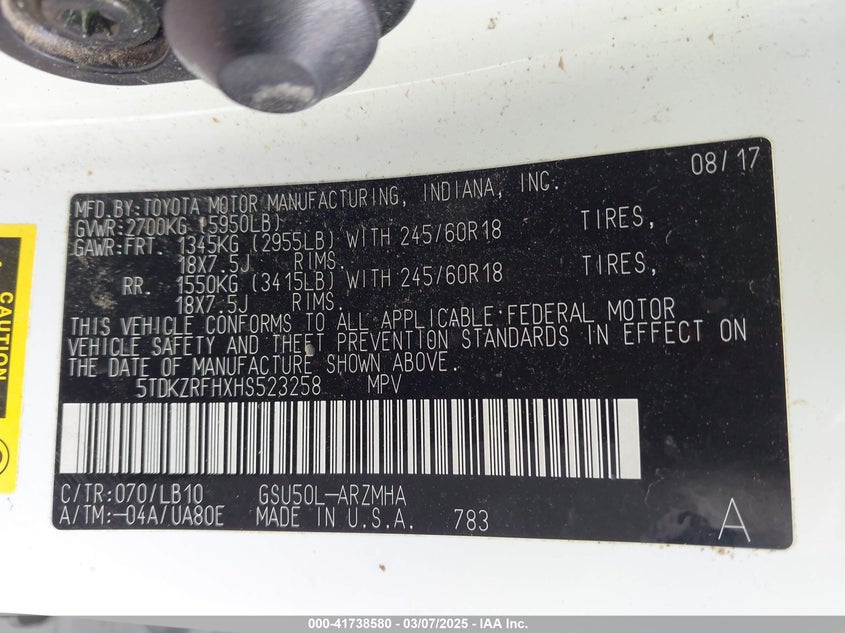 08/17
MFD.BY:TOYOTA MOTOR MANUFACTURING, INDIANA, INC.
GVWR:2700KG (5950LB)
GAWR:FRT. 1345KG (2955LB) WITH 245/60R18 TIRES,
18X7.5J RIMS.
RR. 1550KG (3415LB) WITH 245/60R18 TIRES,
18X7.5J RIMS.
THIS VEHICLE CONFORMS TO ALL APPLICABLE FEDERAL MOTOR
VEHICLE SAFETY AND THEFT PREVENTION STANDARDS IN EFFECT ON
THE DATE OF MANUFACTURE SHOWN ABOVE.
5TDKZRFHXHS523258 MPV
C/TR:070/LB10 GSU50L-ARZMHA
A/TM:-04A/UA80E MADE IN U.S.A. 783 A
CAUTION
000-41738580 - 03/07/2025 - IAA Inc.